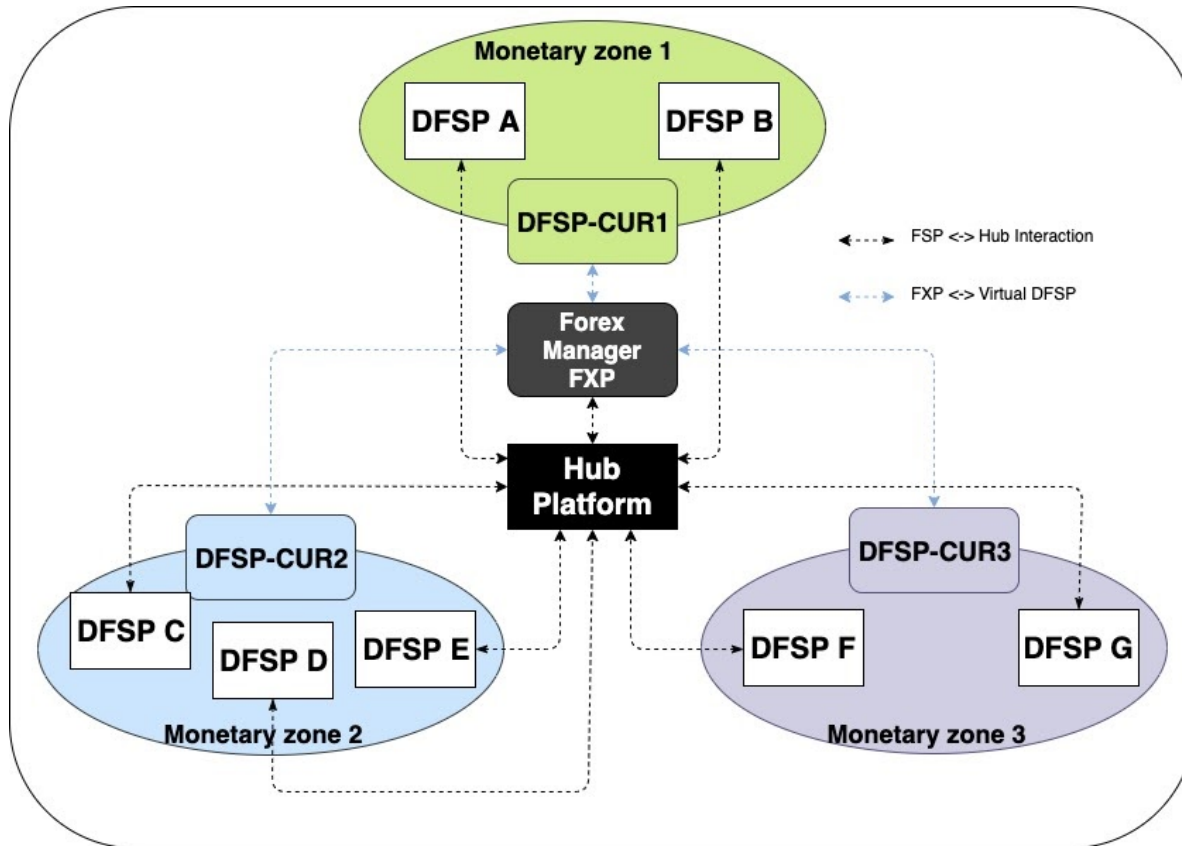 Monetary zone 1
DFSP A
DFSP B
DFSP-CUR1
FSP <-> Hub Interaction
FXP <-> Virtual DFSP
Forex
Manager
FXP
Hub
Platform
DFSP-CUR2
DFSP C
DFSP D
DFSP E
Monetary zone 2
DFSP-CUR3
DFSP F
DFSP G
Monetary zone 3